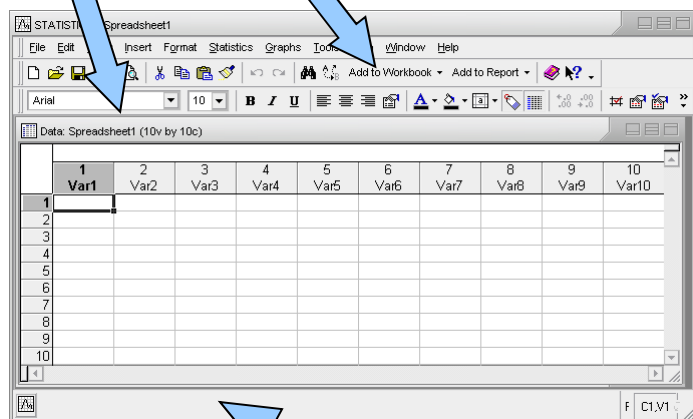 STATISTI Spreadsheet1
File Edit Insert Format Statistics Graphs Tools Window Help
Add to Workbook Add to Report
Arial 10 B I U A
Data: Spreadsheet1 (10v by 10c)
1 2 3 4 5 6 7 8 9 10
Var1 Var2 Var3 Var4 Var5 Var6 Var7 Var8 Var9 Var10
1
2
3
4
5
6
7
8
9
10
F C1,V1